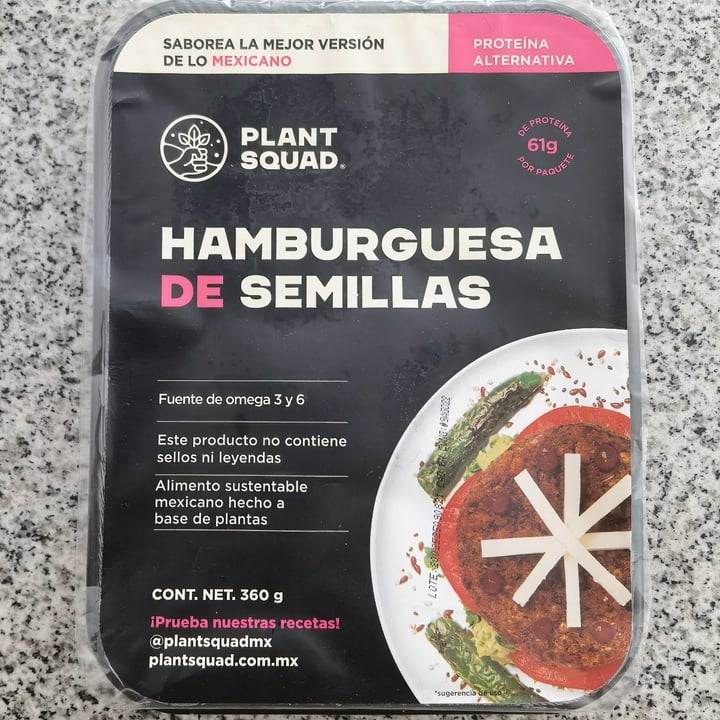 SABOREA LA MEJOR VERSIÓN
DE LO MEXICANO
PROTEÍNA
ALTERNATIVA
PLANT
SQUAD®
DE PROTEÍNA
61g
POR PAQUETE
HAMBURGUESA
DE SEMILLAS
Fuente de omega 3 y 6
Este producto no contiene
sellos ni leyendas
Alimento sustentable
mexicano hecho a
base de plantas
CONT. NET. 360 g
¡Prueba nuestras recetas!
@plantsquadmx
plantsquad.com.mx
LOTE:
*sugerencia de uso